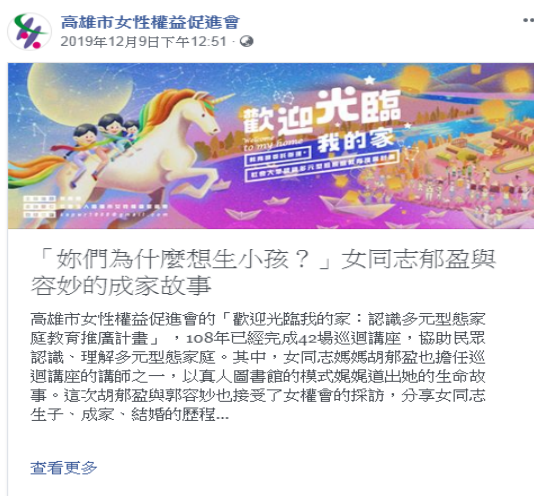 高雄市女性權益促進會
2019年12月9日下午12:51 ·
歡迎光臨
Welcome
to my home
我的家
「妳們為什麼想生小孩？」女同志郁盈與
容妙的成家故事
高雄市女性權益促進會的「歡迎光臨我的家：認識多元型態家
庭教育推廣計畫」，108年已經完成42場巡迴講座，協助民眾
認識、理解多元型態家庭。其中，女同志媽媽胡郁盈也擔任巡
迴講座的講師之一，以真人圖書館的模式娓娓道出她的生命故
事。這次胡郁盈與郭容妙也接受了女權會的採訪，分享女同志
生子、成家、結婚的歷程...
查看更多